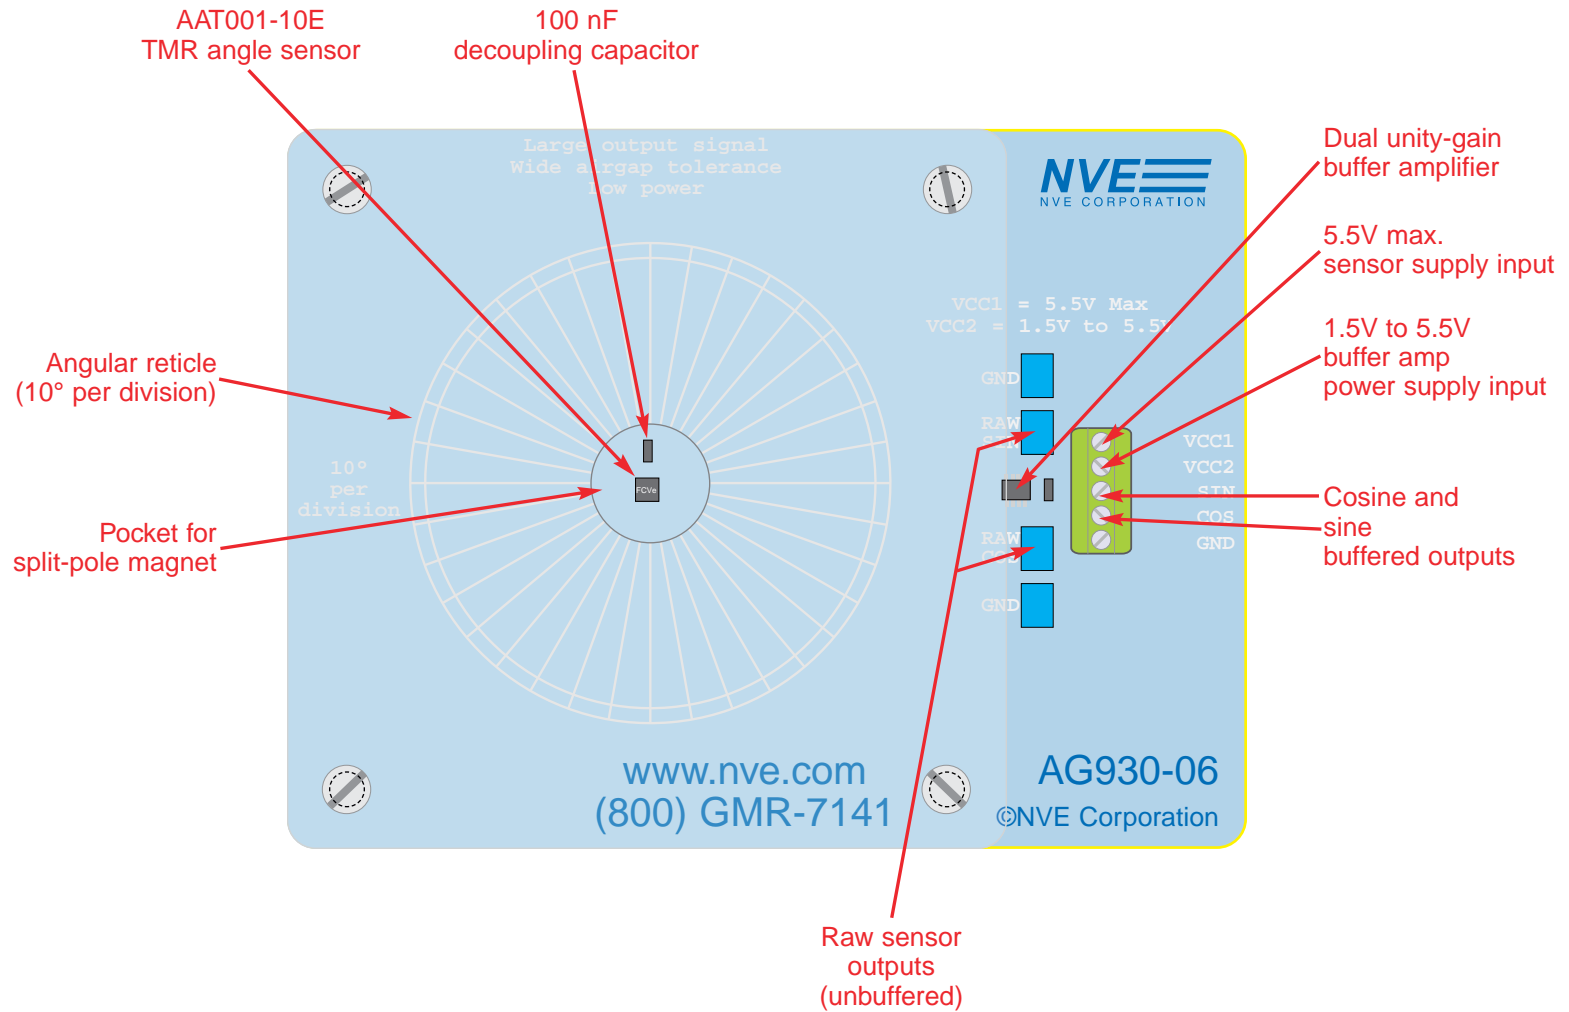 AAT001-10E
TMR angle sensor
100 nF
decoupling capacitor
Large output signal
Wide airgap tolerance
Low power
NVE
NVE CORPORATION
Dual unity-gain
buffer amplifier
5.5V max.
sensor supply input
VCC1 = 5.5V Max
VCC2 = 1.5V to 5.5V
1.5V to 5.5V
buffer amp
power supply input
Angular reticle
(10° per division)
GND
RAW
SIN
VCC1
VCC2
SIN
COS
GND
10°
per
division
FCVe
Cosine and
sine
buffered outputs
Pocket for
split-pole magnet
RAW
COS
GND
www.nve.com
(800) GMR-7141
AG930-06
©NVE Corporation
Raw sensor
outputs
(unbuffered)